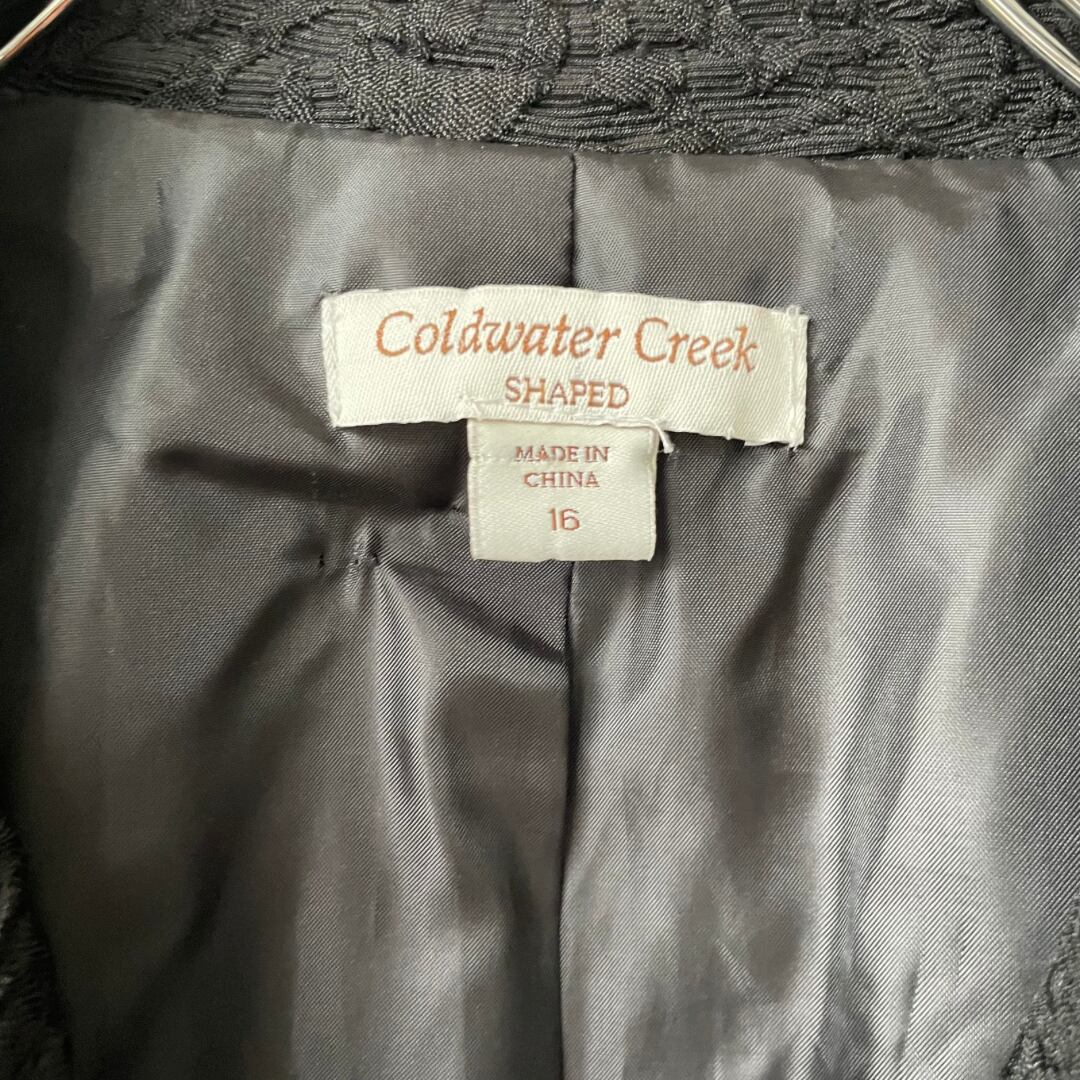 Coldwater Creek
SHAPED
MADE IN
CHINA
16